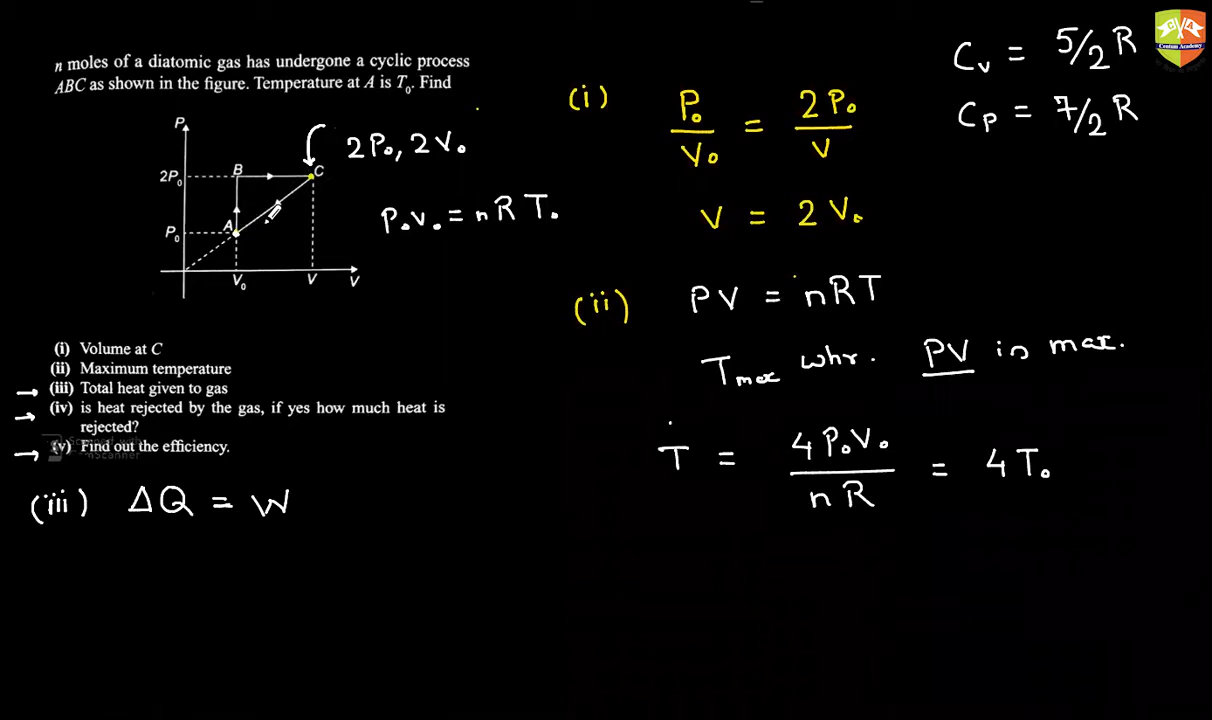 n moles of a diatomic gas has undergone a cyclic process
ABC as shown in the figure. Temperature at A is T₀. Find
P
2P₀
B
C
P₀
A
V₀
V
V
2P₀, 2V₀
P₀V₀ = nRT₀
(i) Volume at C
(ii) Maximum temperature
(iii) Total heat given to gas
(iv) is heat rejected by the gas, if yes how much heat is
rejected?
(v) Find out the efficiency.
(iii) ΔQ = W
(i) P₀/V₀ = 2P₀/V
V = 2V₀
(ii) PV = nRT
Tmax whr. PV is max.
T = 4P₀V₀/nR = 4T₀
Cv = 5/2 R
CP = 7/2 R
CVA
Centum Academy